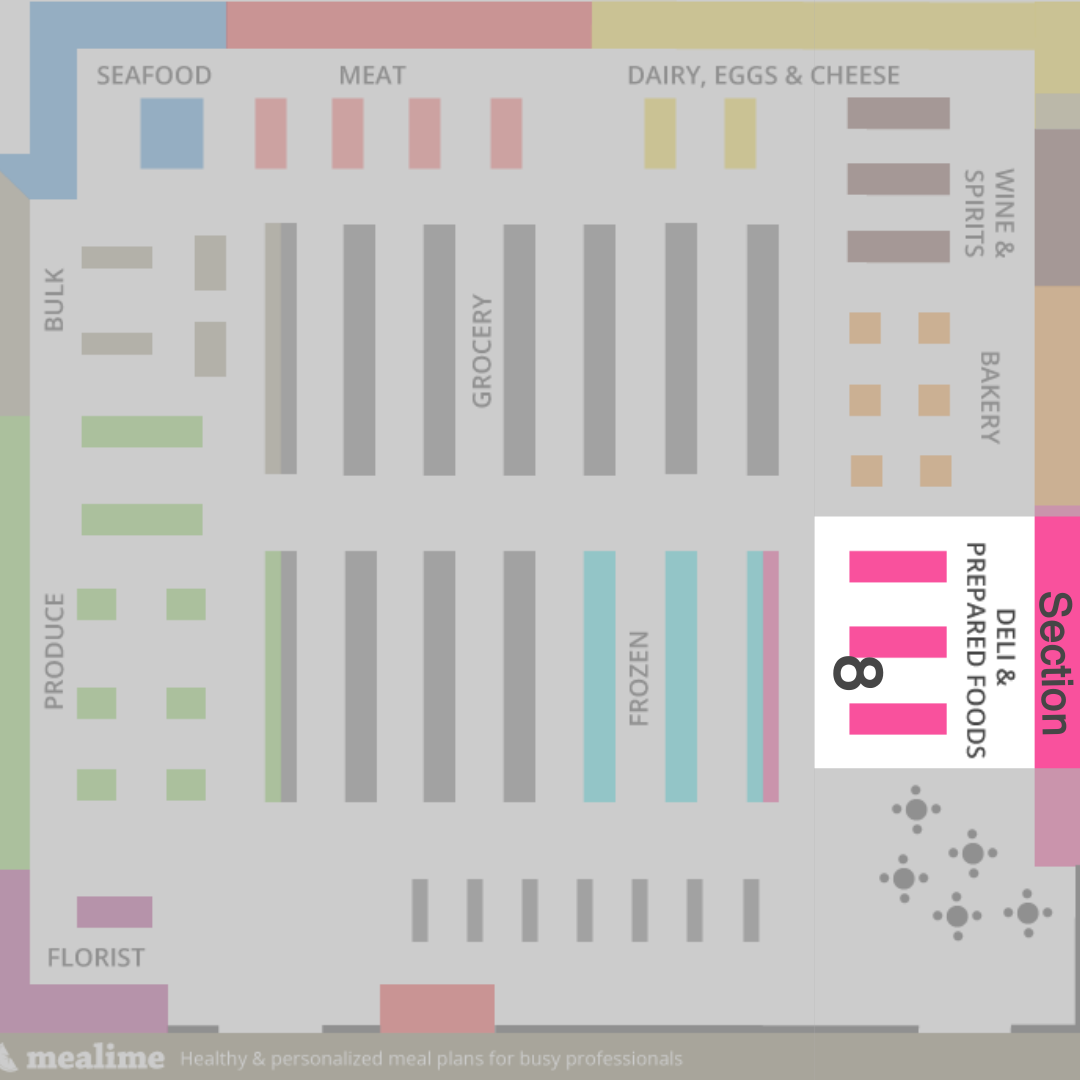 SEAFOOD
MEAT
DAIRY, EGGS & CHEESE
WINE &
SPIRITS
BULK
GROCERY
BAKERY
PRODUCE
FROZEN
DELI &
PREPARED FOODS
Section
8
FLORIST
mealime
Healthy & personalized meal plans for busy professionals